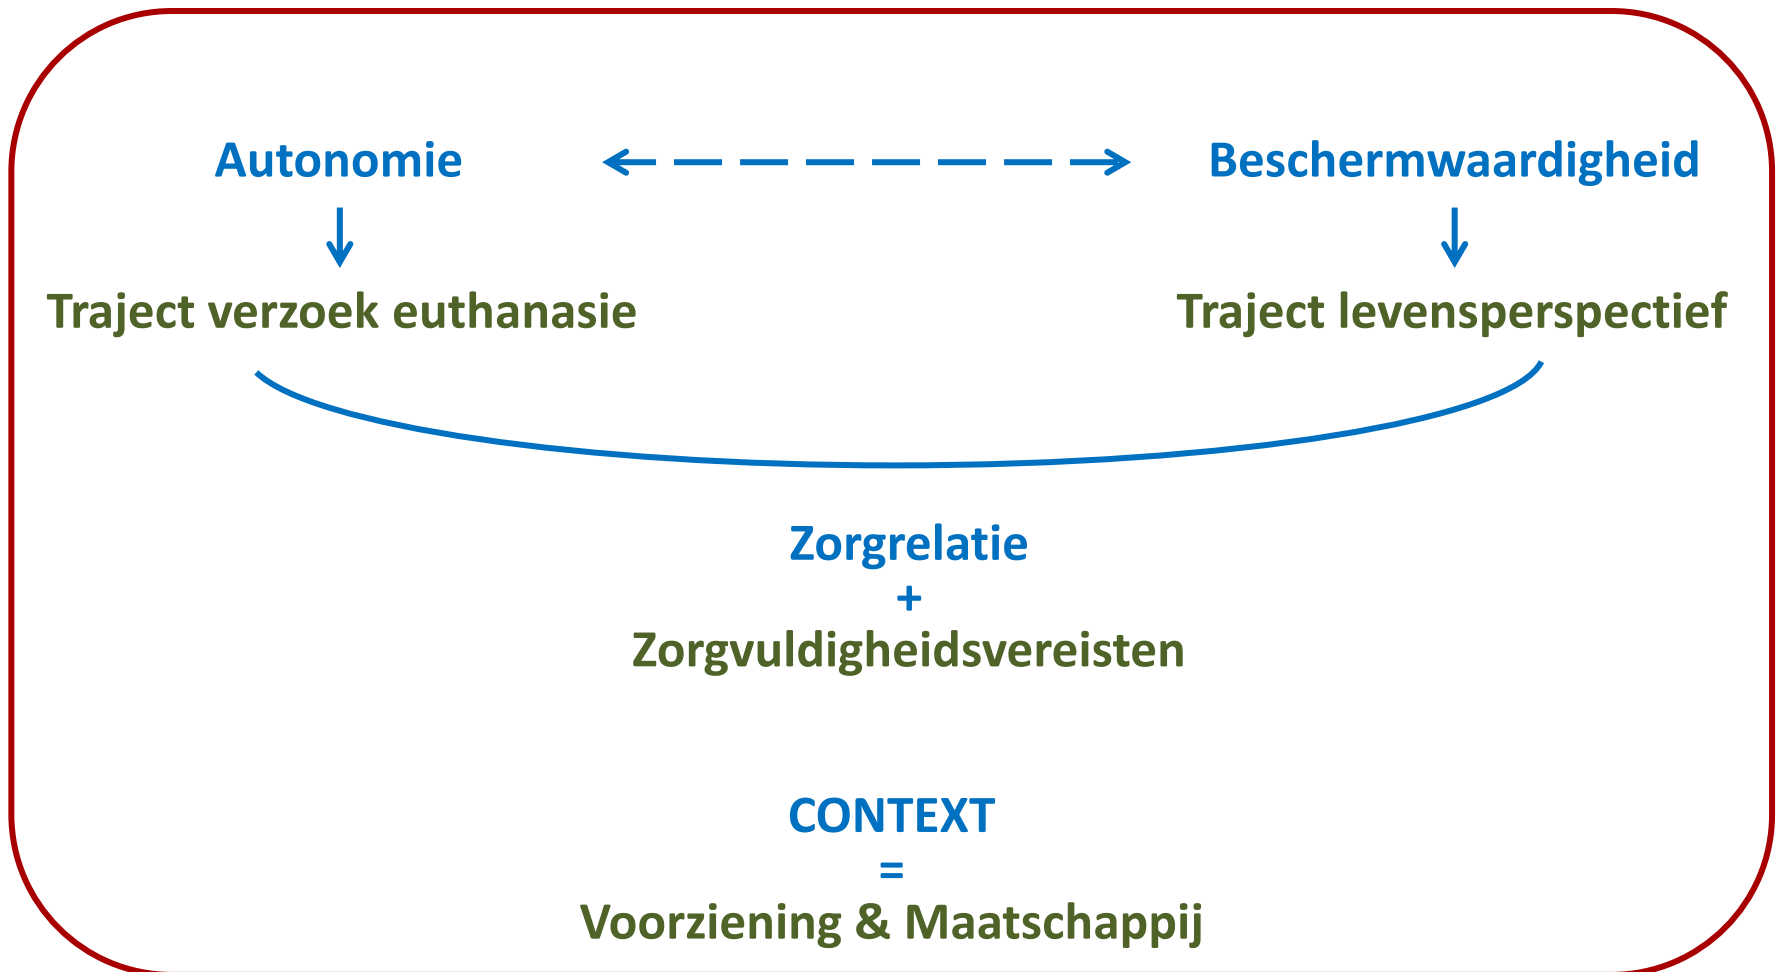 Autonomie
Beschermwaardigheid
Traject verzoek euthanasie
Traject levensperspectief
Zorgrelatie
+
Zorgvuldigheidsvereisten
CONTEXT
=
Voorziening & Maatschappij